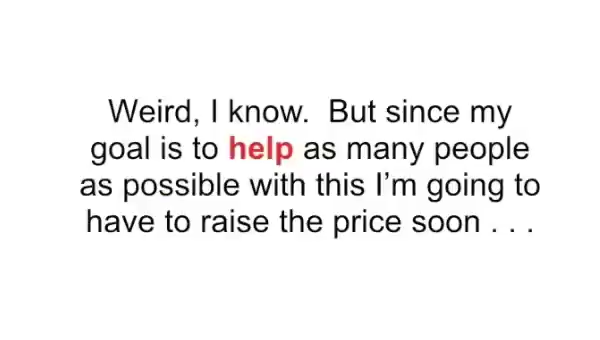 Weird, I know.  But since my
goal is to help as many people
as possible with this I’m going to
have to raise the price soon . . .